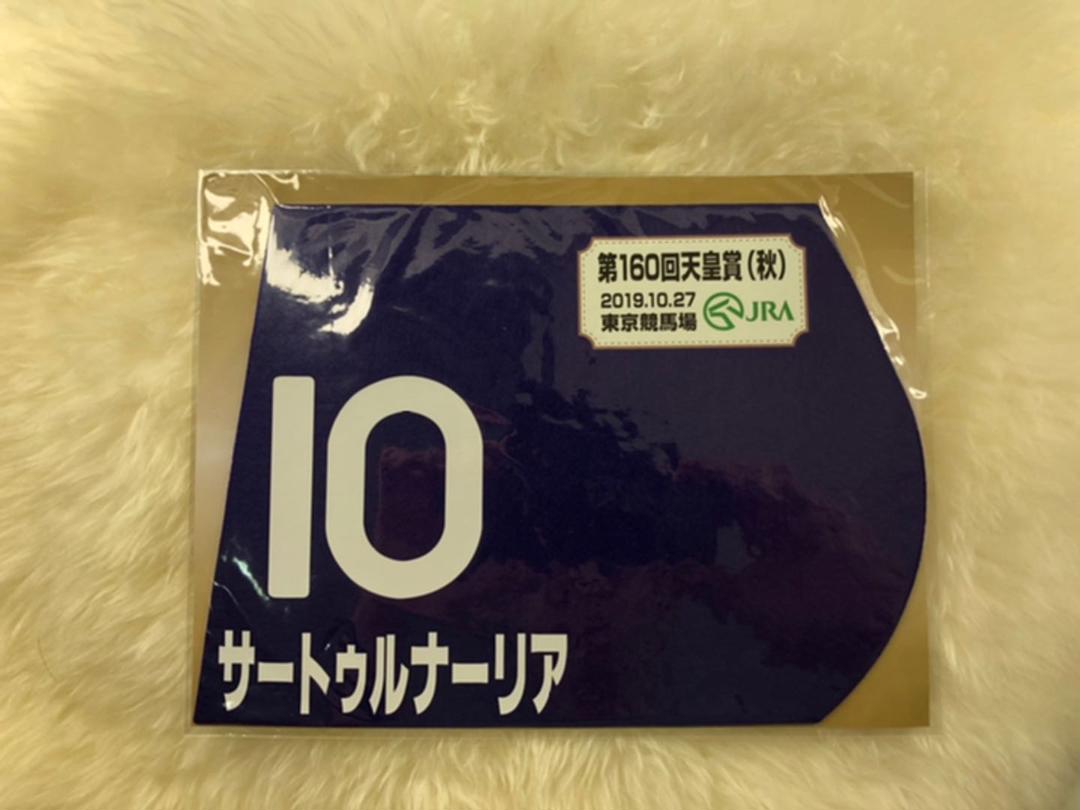 第160回天皇賞(秋)
2019.10.27
東京競馬場
JRA
10
サートゥルナーリア